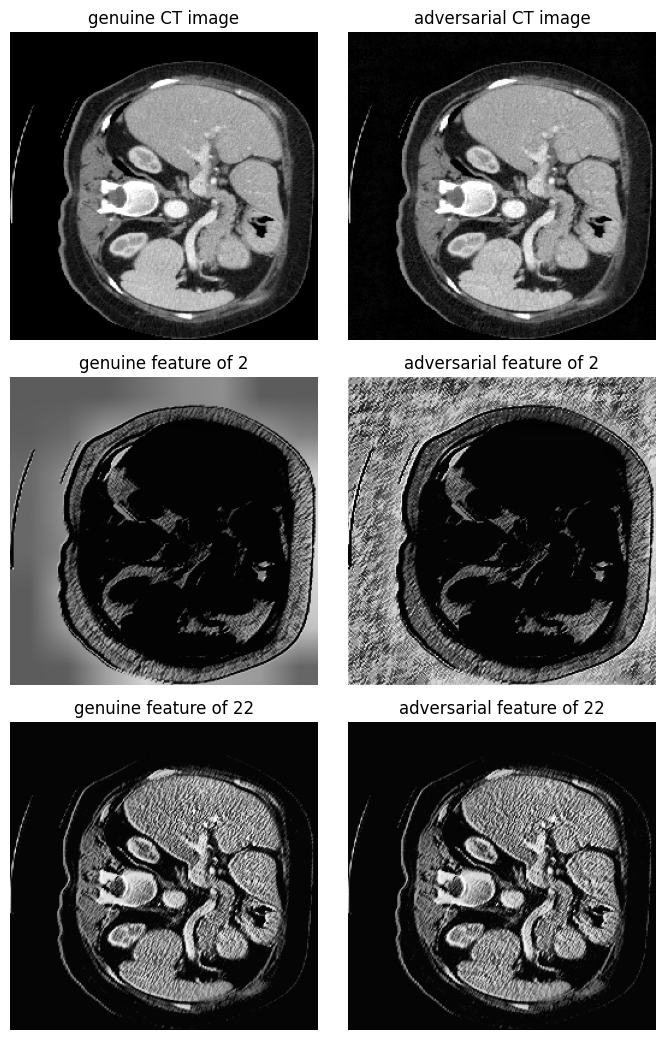 genuine CT image
adversarial CT image
genuine feature of 2
adversarial feature of 2
genuine feature of 22
adversarial feature of 22